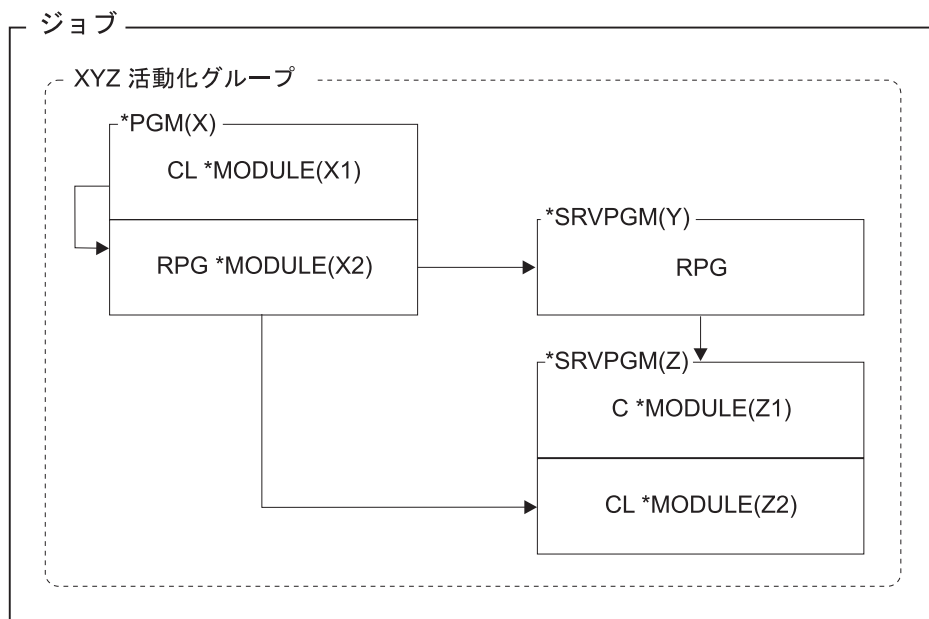 ジョブ
XYZ 活動化グループ
*PGM(X)
CL *MODULE(X1)
RPG *MODULE(X2)
*SRVPGM(Y)
RPG
*SRVPGM(Z)
C *MODULE(Z1)
CL *MODULE(Z2)